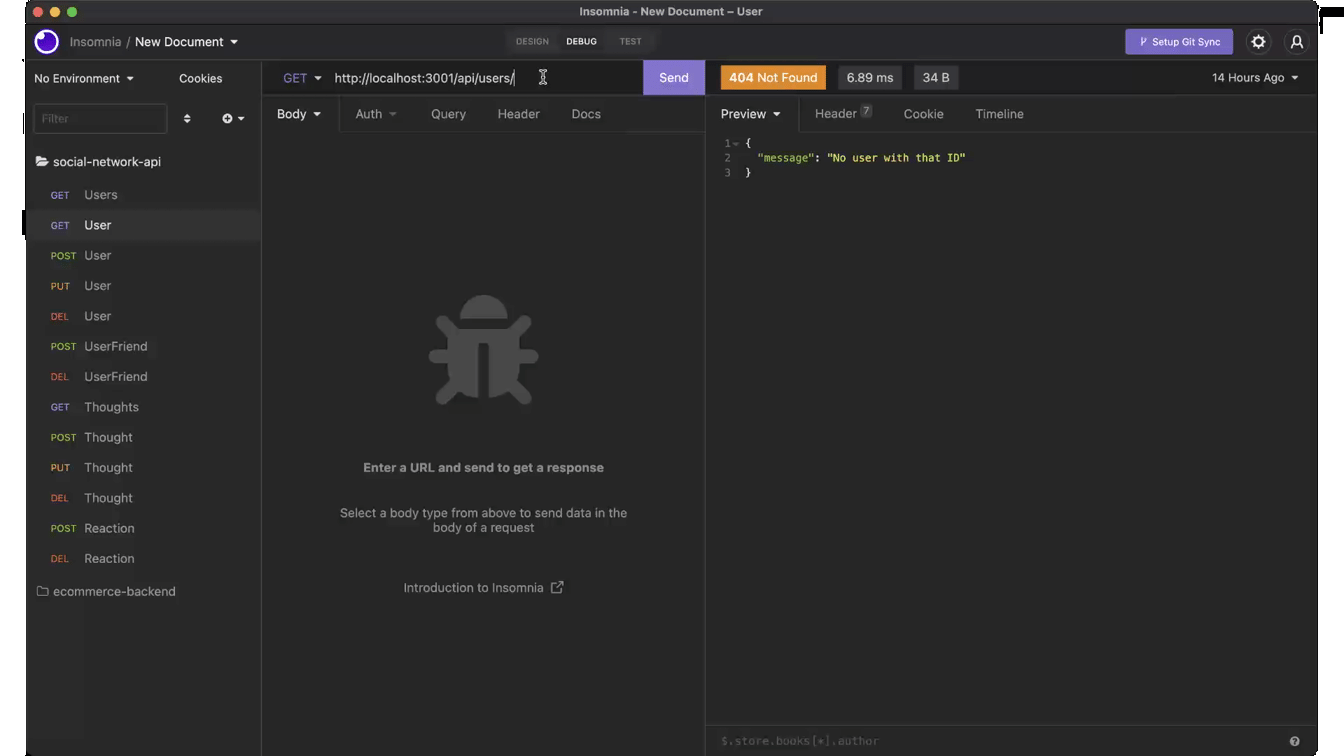 Insomnia - New Document – User
Insomnia / New Document
DESIGN DEBUG TEST
Setup Git Sync
No Environment
Cookies
GET http://localhost:3001/api/users/
Send
404 Not Found
6.89 ms
34 B
14 Hours Ago
Filter
Body
Auth
Query
Header
Docs
Preview
Header 7
Cookie
Timeline
social-network-api
GET Users
GET User
POST User
PUT User
DEL User
POST UserFriend
DEL UserFriend
GET Thoughts
POST Thought
PUT Thought
DEL Thought
POST Reaction
DEL Reaction
ecommerce-backend
Enter a URL and send to get a response
Select a body type from above to send data in the
body of a request
Introduction to Insomnia
1 {
2 "message": "No user with that ID"
3 }
$.store.books[*].author